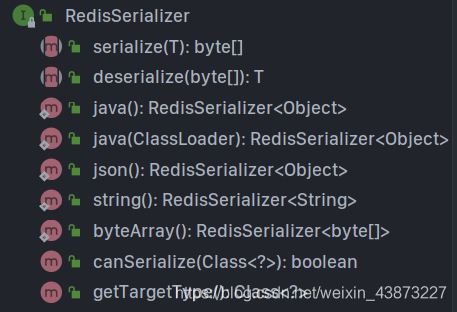 RedisSerializer
serialize(T): byte[]
deserialize(byte[]): T
java(): RedisSerializer<Object>
java(ClassLoader): RedisSerializer<Object>
json(): RedisSerializer<Object>
string(): RedisSerializer<String>
byteArray(): RedisSerializer<byte[]>
canSerialize(Class<?>): boolean
getTargetType(): Class<?>
https://blog.csdn.net/weixin_43873227